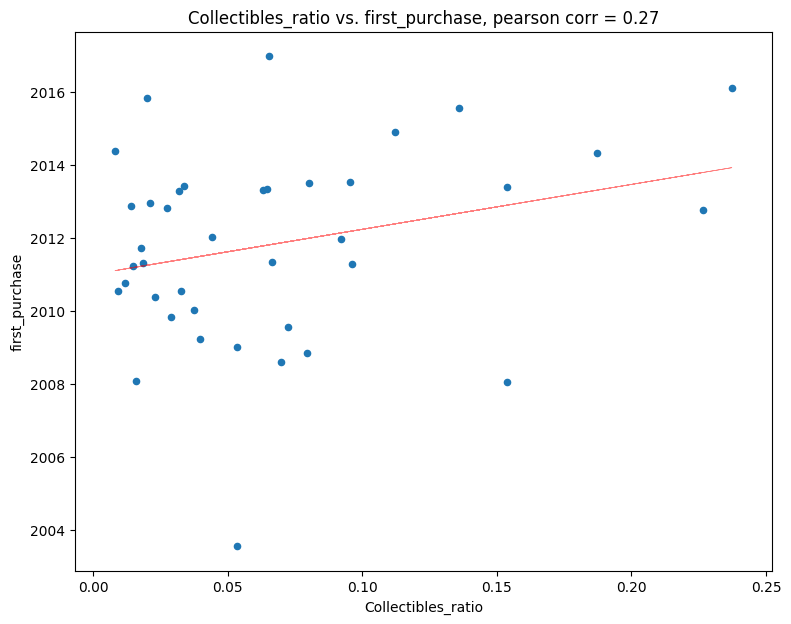 Collectibles_ratio vs. first_purchase, pearson corr = 0.27
2016
2014
2012
2010
2008
2006
2004
first_purchase
0.00 0.05 0.10 0.15 0.20 0.25
Collectibles_ratio